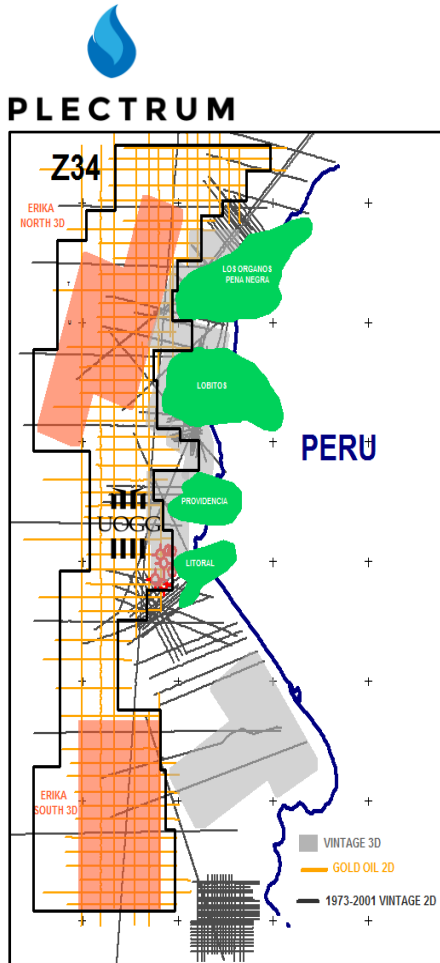 PLECTRUM
Z34
ERIKA
NORTH 3D
LOS ORGANOS
PENA NEGRA
LOBITOS
PERU
PROVIDENCIA
UOGG
LITORAL
ERIKA
SOUTH 3D
VINTAGE 3D
GOLD OIL 2D
1973-2001 VINTAGE 2D